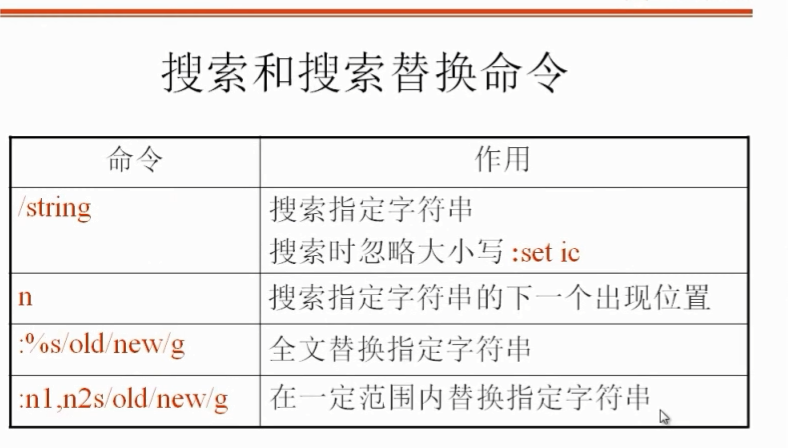 搜索和搜索替换命令
命令 作用
/string 搜索指定字符串
搜索时忽略大小写 :set ic
n 搜索指定字符串的下一个出现位置
:%s/old/new/g 全文替换指定字符串
:n1,n2s/old/new/g 在一定范围内替换指定字符串